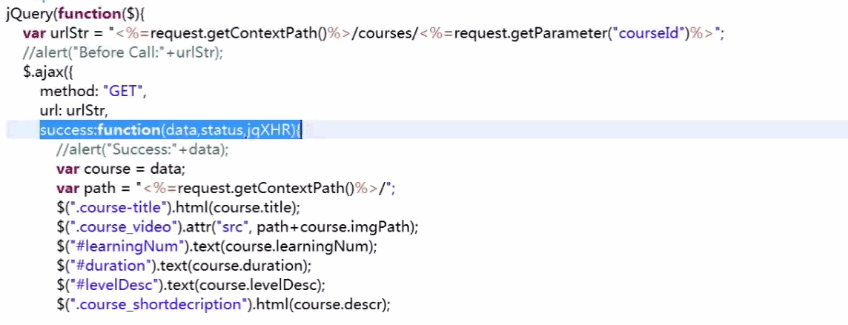 jQuery(function($){
var urlStr = "<%=request.getContextPath()%>/courses/<%=request.getParameter("courseId")%>";
//alert("Before Call:"+urlStr);
$.ajax({
method: "GET",
url: urlStr,
success:function(data,status,jqXHR){
//alert("Success:"+data);
var course = data;
var path = "<%=request.getContextPath()%>/";
$(".course-title").html(course.title);
$(".course_video").attr("src", path+course.imgPath);
$("#learningNum").text(course.learningNum);
$("#duration").text(course.duration);
$("#levelDesc").text(course.levelDesc);
$(".course_shortdecription").html(course.descr);